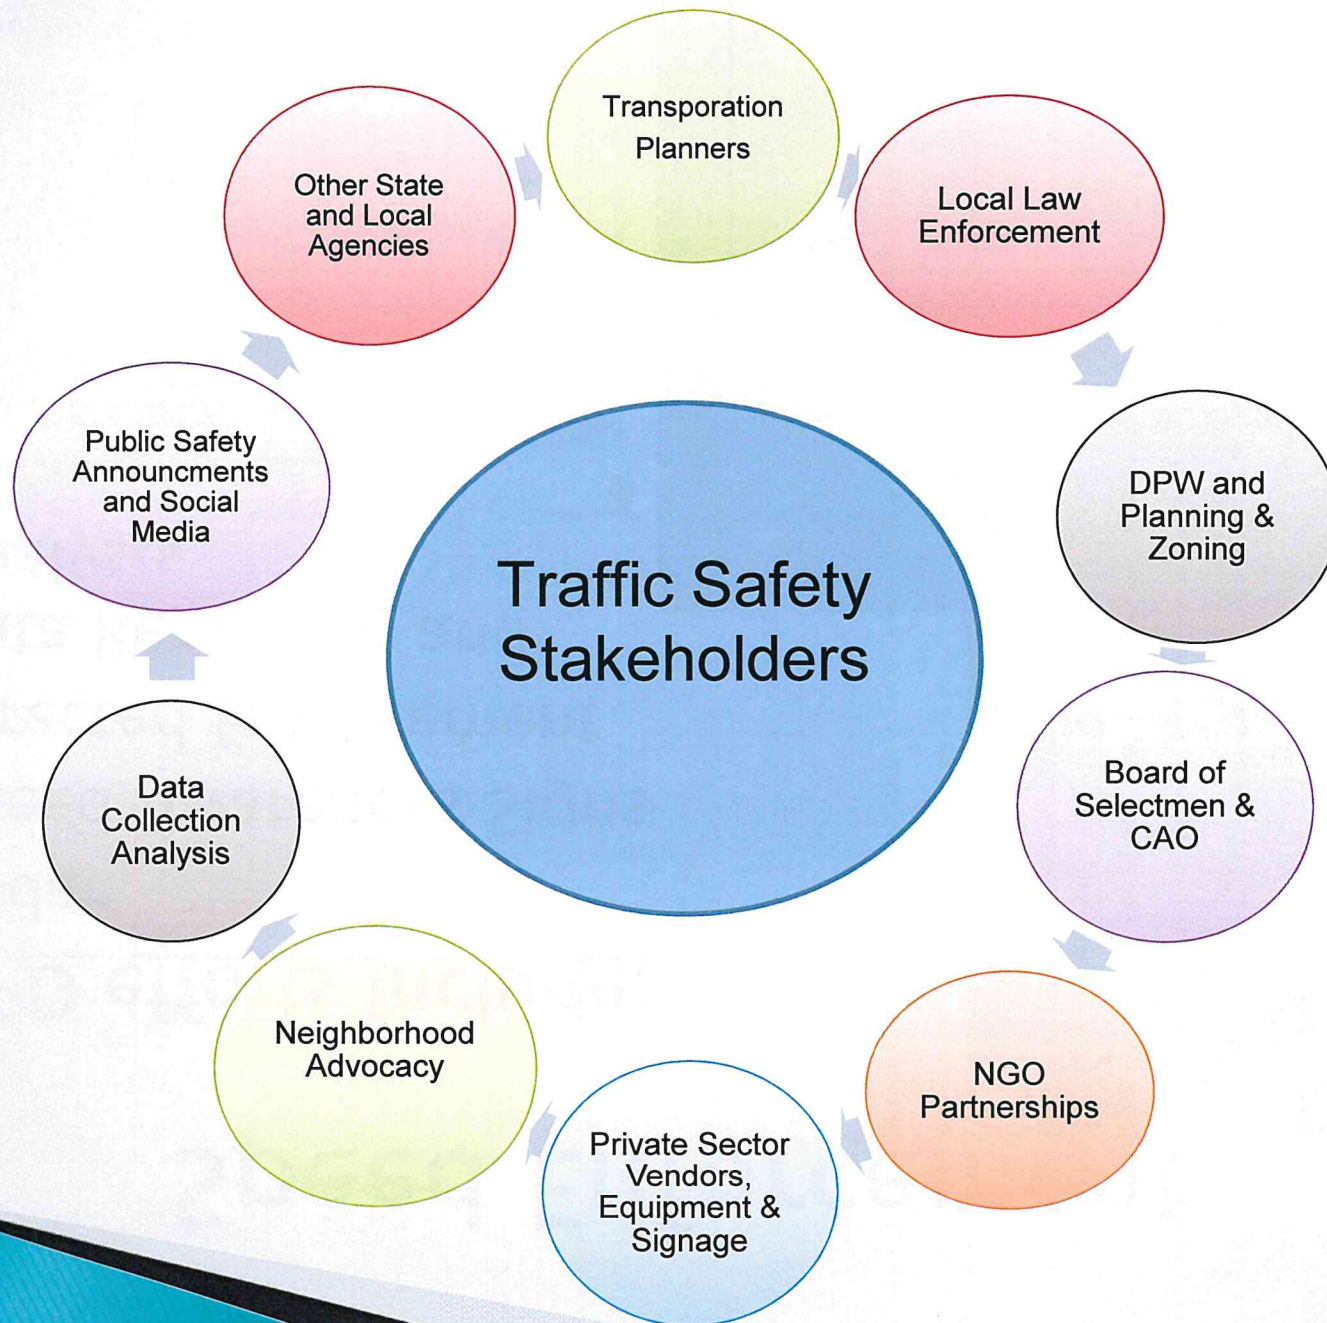 Transporation
Planners
Local Law
Enforcement
DPW and
Planning &
Zoning
Board of
Selectmen &
CAO
NGO
Partnerships
Private Sector
Vendors,
Equipment &
Signage
Neighborhood
Advocacy
Data
Collection
Analysis
Public Safety
Announcments
and Social
Media
Other State
and Local
Agencies
Traffic Safety
Stakeholders